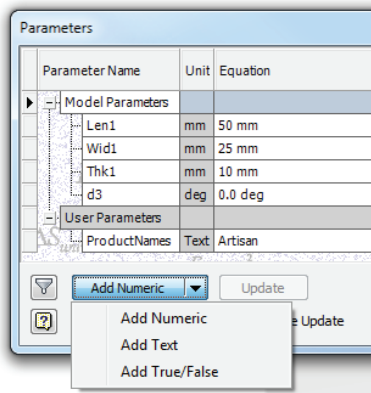 Parameters
Parameter Name Unit Equation
Model Parameters
Len1 mm 50 mm
Wid1 mm 25 mm
Thk1 mm 10 mm
d3 deg 0.0 deg
User Parameters
ProductNames Text Artisan
Add Numeric Update
Add Numeric
Update
Add Text
Add True/False